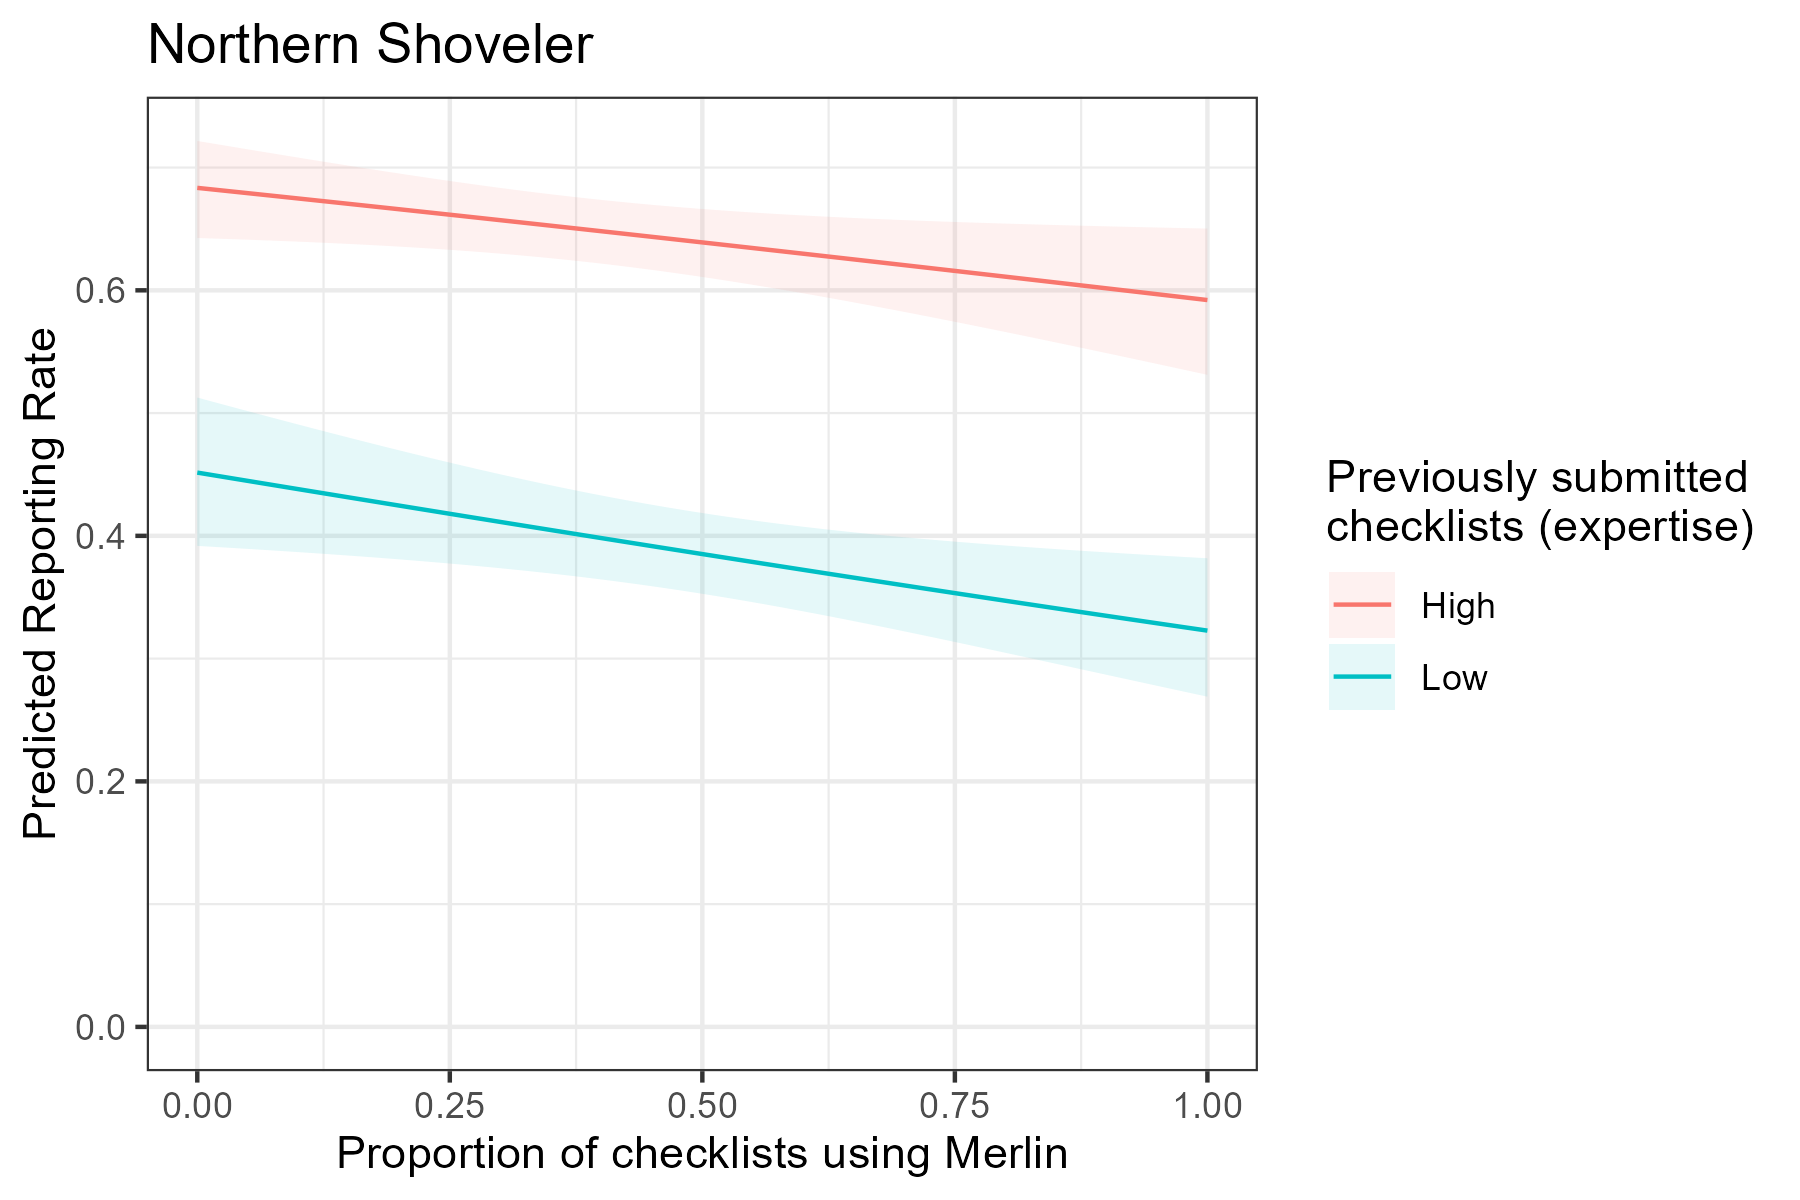 Northern Shoveler
Predicted Reporting Rate
0.6
0.4
0.2
0.0
0.00 0.25 0.50 0.75 1.00
Proportion of checklists using Merlin
Previously submitted
checklists (expertise)
High
Low